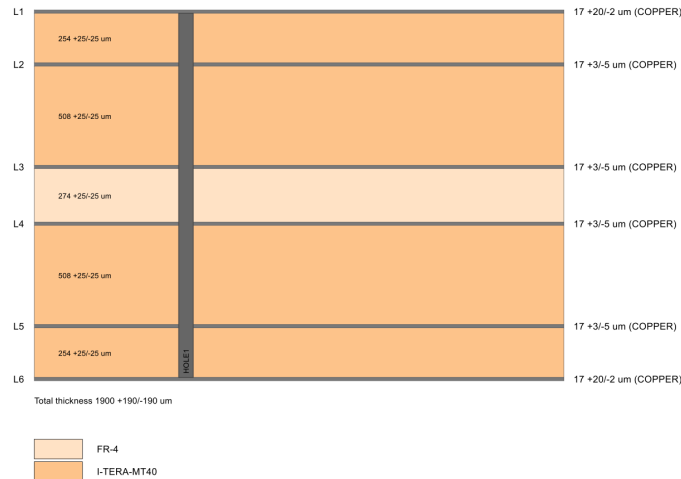 L1 17 +20/-2 um (COPPER)
254 +25/-25 um
L2 17 +3/-5 um (COPPER)
508 +25/-25 um
L3 17 +3/-5 um (COPPER)
274 +25/-25 um
L4 17 +3/-5 um (COPPER)
508 +25/-25 um
L5 17 +3/-5 um (COPPER)
254 +25/-25 um
HOLE1
L6 17 +20/-2 um (COPPER)
Total thickness 1900 +190/-190 um
FR-4
I-TERA-MT40